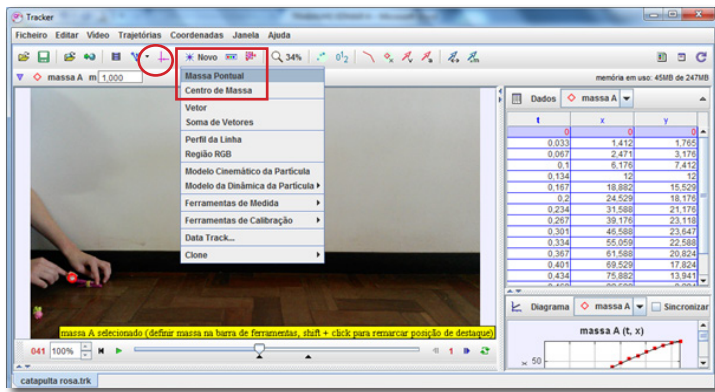 Tracker
Ficheiro Editar Vídeo Trajetórias Coordenadas Janela Ajuda
Novo 34%
massa A m 1,000
memória em uso: 45MB de 247MB
Massa Pontual
Centro de Massa
Vetor
Soma de Vetores
Perfil da Linha
Região RGB
Modelo Cinemático da Partícula
Modelo da Dinâmica da Partícula
Ferramentas de Medida
Ferramentas de Calibração
Data Track...
Clone
Dados massa A
t x y
0 0 0
0,033 1,412 1,765
0,067 2,471 3,176
0,1 6,176 7,412
0,134 12 12
0,167 18,882 15,529
0,2 24,529 18,176
0,234 31,588 21,176
0,267 39,176 23,118
0,301 46,588 23,647
0,334 55,059 22,588
0,367 61,588 20,824
0,401 69,529 17,824
0,434 75,882 13,941
Diagrama massa A Sincronizar
massa A (t, x)
x 50
massa A selecionado (definir massa na barra de ferramentas, shift + click para remarcar posição de destaque)
041 100% 1
catapulta rosa.trk